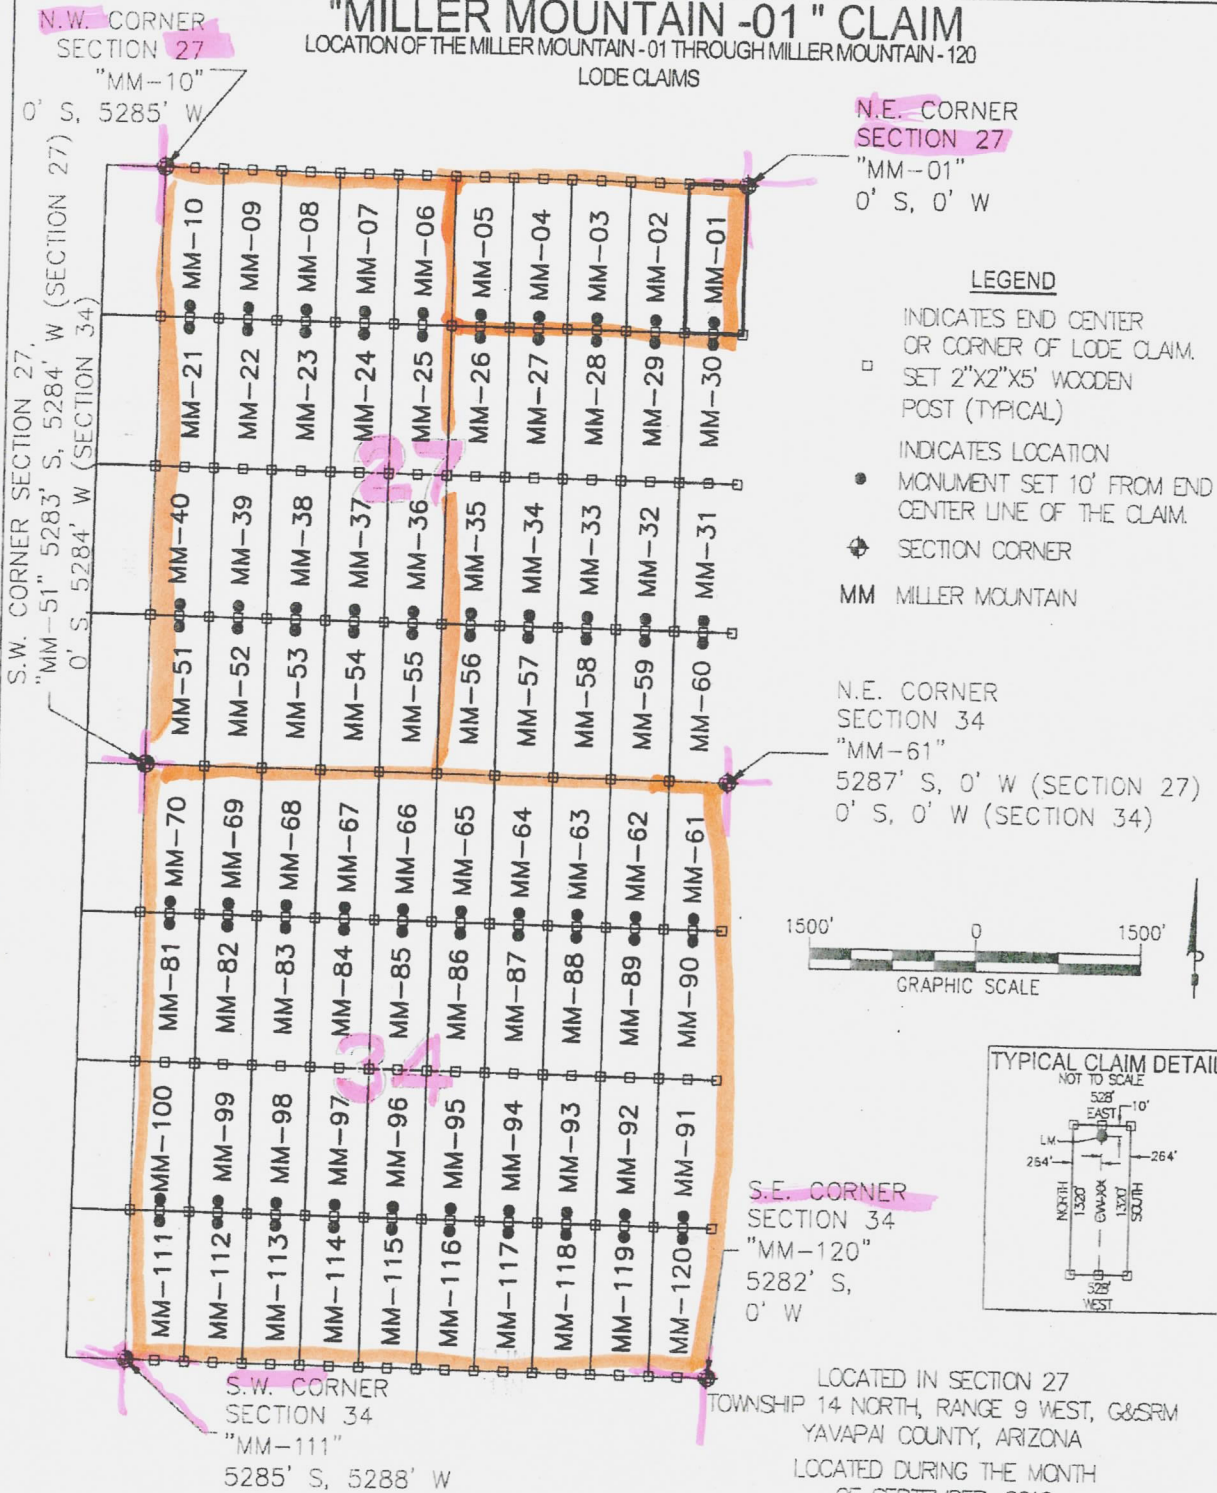 "MILLER MOUNTAIN -01 " CLAIM
LOCATION OF THE MILLER MOUNTAIN - 01 THROUGH MILLER MOUNTAIN - 120
LODE CLAIMS
N.W. CORNER
SECTION 27
"MM-10"
0' S, 5285' W
N.E. CORNER
SECTION 27
"MM-01"
0' S, 0' W
S.W. CORNER SECTION 27,
"MM-51" 5283' S, 5284' W (SECTION 27)
0' S 5284' W (SECTION 34)
MM-10 MM-09 MM-08 MM-07 MM-06 MM-05 MM-04 MM-03 MM-02 MM-01
MM-21 MM-22 MM-23 MM-24 MM-25 MM-26 MM-27 MM-28 MM-29 MM-30
27
MM-40 MM-39 MM-38 MM-37 MM-36 MM-35 MM-34 MM-33 MM-32 MM-31
MM-51 MM-52 MM-53 MM-54 MM-55 MM-56 MM-57 MM-58 MM-59 MM-60
MM-70 MM-69 MM-68 MM-67 MM-66 MM-65 MM-64 MM-63 MM-62 MM-61
MM-81 MM-82 MM-83 MM-84 MM-85 MM-86 MM-87 MM-88 MM-89 MM-90
34
MM-100 MM-99 MM-98 MM-97 MM-96 MM-95 MM-94 MM-93 MM-92 MM-91
MM-111 MM-112 MM-113 MM-114 MM-115 MM-116 MM-117 MM-118 MM-119 MM-120
LEGEND
INDICATES END CENTER
OR CORNER OF LODE CLAIM.
SET 2"X2"X5' WOODEN
POST (TYPICAL)
INDICATES LOCATION
MONUMENT SET 10' FROM END
CENTER LINE OF THE CLAIM.
SECTION CORNER
MM MILLER MOUNTAIN
N.E. CORNER
SECTION 34
"MM-61"
5287' S, 0' W (SECTION 27)
0' S, 0' W (SECTION 34)
1500' 0 1500'
GRAPHIC SCALE
TYPICAL CLAIM DETAIL
NOT TO SCALE
528'
EAST 10'
LM
264' 264'
NORTH
1320'
1320'
SOUTH
528'
WEST
S.E. CORNER
SECTION 34
"MM-120"
5282' S,
0' W
S.W. CORNER
SECTION 34
"MM-111"
5285' S, 5288' W
LOCATED IN SECTION 27
TOWNSHIP 14 NORTH, RANGE 9 WEST, G&SRM
YAVAPAI COUNTY, ARIZONA
LOCATED DURING THE MONTH
OF SEPTEMBER